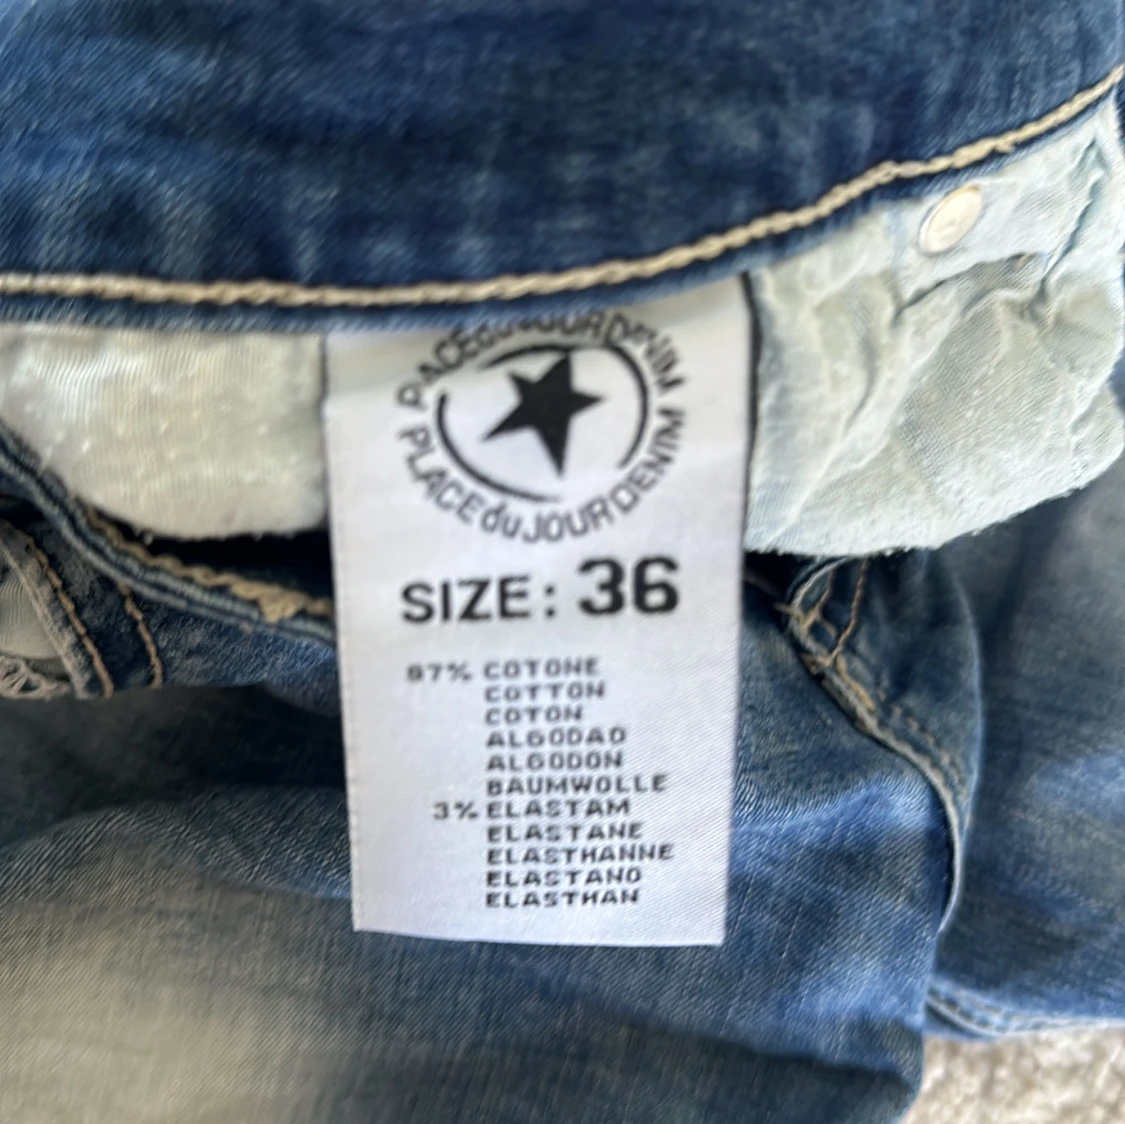 PLACE du JOUR DENIM
PLACE du JOUR DENIM
SIZE: 36
97% COTONE
COTTON
COTON
ALGODAO
ALGODON
BAUMWOLLE
3% ELASTAM
ELASTANE
ELASTHANNE
ELASTANO
ELASTHAN